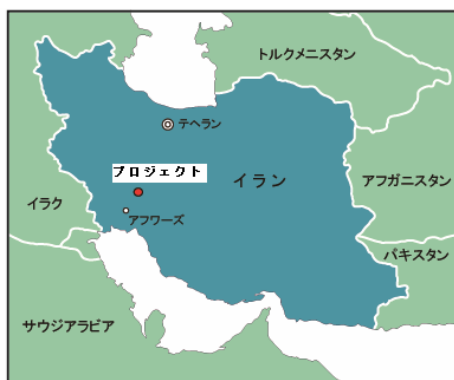 トルクメニスタン
テヘラン
プロジェクト
イラン
アフガニスタン
イラク
アフワーズ
パキスタン
サウジアラビア